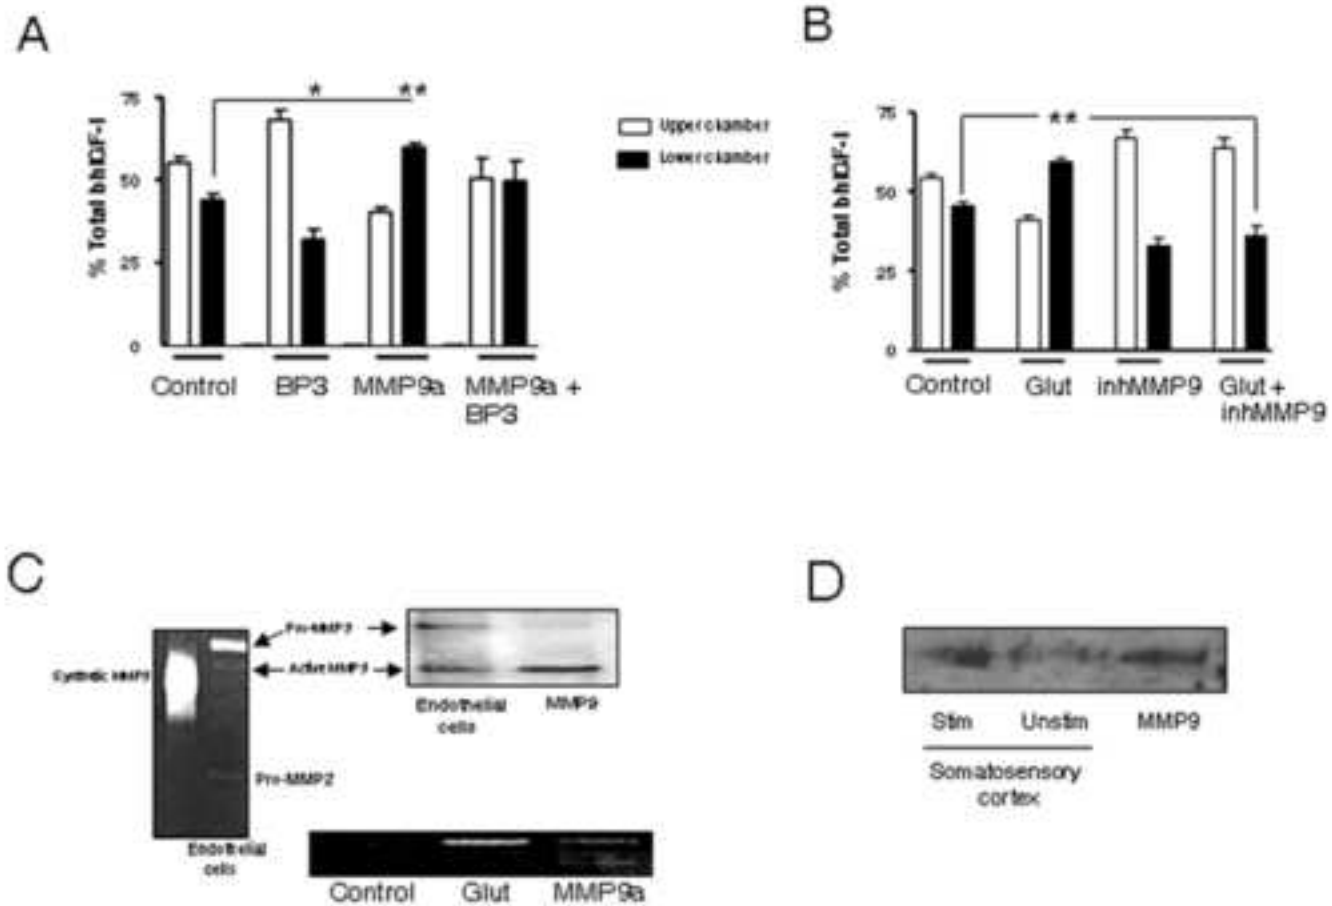 A
75
50
25
0
% Total bhIGF-I
*
**
Control
BP3
MMP9a
MMP9a +
BP3
Upper chamber
Lower chamber
B
75
50
25
0
% Total bhIGF-I
**
Control
Glut
inhMMP9
Glut +
inhMMP9
C
Pro-MMP9
Active MMP9
Synthetic MMP9
Pro-MMP2
Endothelial
cells
Endothelial
cells
MMP9
Control
Glut
MMP9a
D
Stim
Unstim
MMP9
Somatosensory
cortex